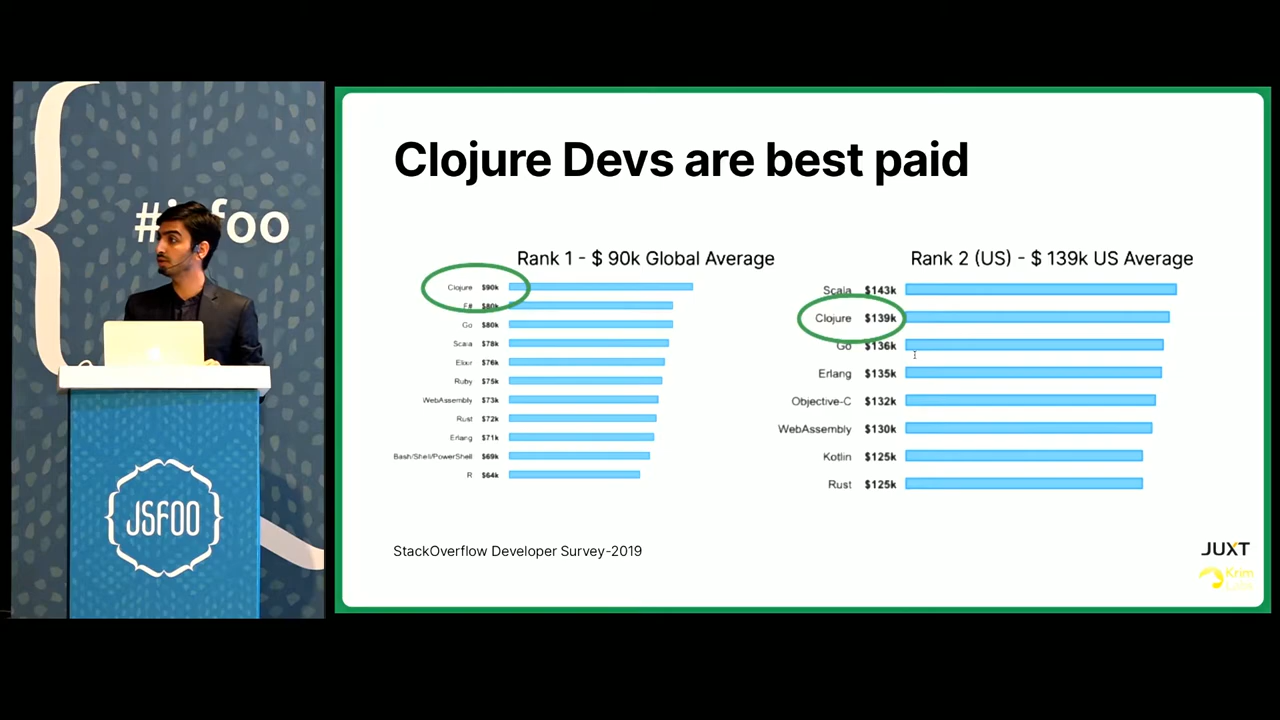 #jsfoo
JSFOO
Clojure Devs are best paid
Rank 1 - $ 90k Global Average
Clojure $90k
F# $80k
Go $80k
Scala $78k
Elixir $76k
Ruby $75k
WebAssembly $73k
Rust $72k
Erlang $71k
Bash/Shell/PowerShell $69k
R $64k
Rank 2 (US) - $ 139k US Average
Scala $143k
Clojure $139k
Go $136k
Erlang $135k
Objective-C $132k
WebAssembly $130k
Kotlin $125k
Rust $125k
StackOverflow Developer Survey-2019
JUXT
Krim
Labs